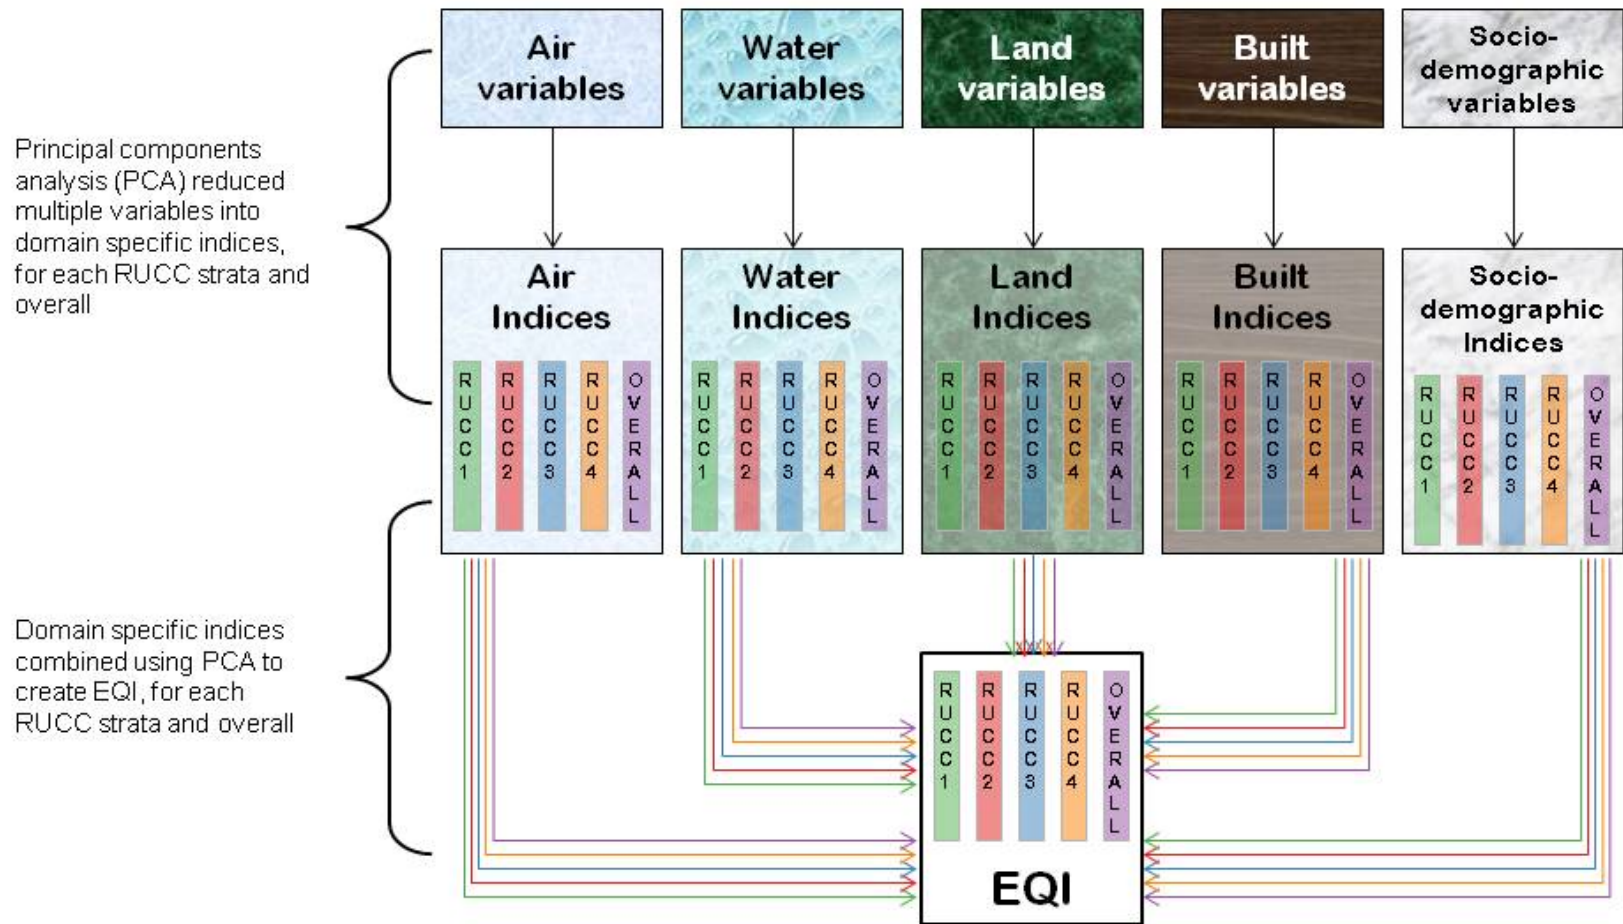 Air
variables
Water
variables
Land
variables
Built
variables
Socio-
demographic
variables
Principal components
analysis (PCA) reduced
multiple variables into
domain specific indices,
for each RUCC strata and
overall
Air
Indices
RUCC1
RUCC2
RUCC3
RUCC4
OVERALL
Water
Indices
RUCC1
RUCC2
RUCC3
RUCC4
OVERALL
Land
Indices
RUCC1
RUCC2
RUCC3
RUCC4
OVERALL
Built
Indices
RUCC1
RUCC2
RUCC3
RUCC4
OVERALL
Socio-
demographic
Indices
RUCC1
RUCC2
RUCC3
RUCC4
OVERALL
Domain specific indices
combined using PCA to
create EQI, for each
RUCC strata and overall
RUCC1
RUCC2
RUCC3
RUCC4
OVERALL
EQI